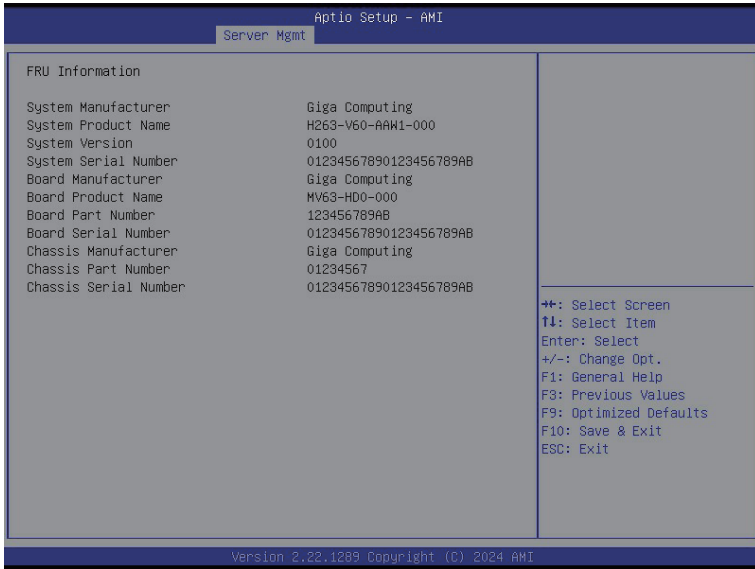 Aptio Setup – AMI
Server Mgmt
FRU Information
System Manufacturer Giga Computing
System Product Name H263-V60-AAW1-000
System Version 0100
System Serial Number 01234567890123456789AB
Board Manufacturer Giga Computing
Board Product Name MV63-HD0-000
Board Part Number 123456789AB
Board Serial Number 01234567890123456789AB
Chassis Manufacturer Giga Computing
Chassis Part Number 01234567
Chassis Serial Number 01234567890123456789AB
→←: Select Screen
↑↓: Select Item
Enter: Select
+/-: Change Opt.
F1: General Help
F3: Previous Values
F9: Optimized Defaults
F10: Save & Exit
ESC: Exit
Version 2.22.1289 Copyright (C) 2024 AMI